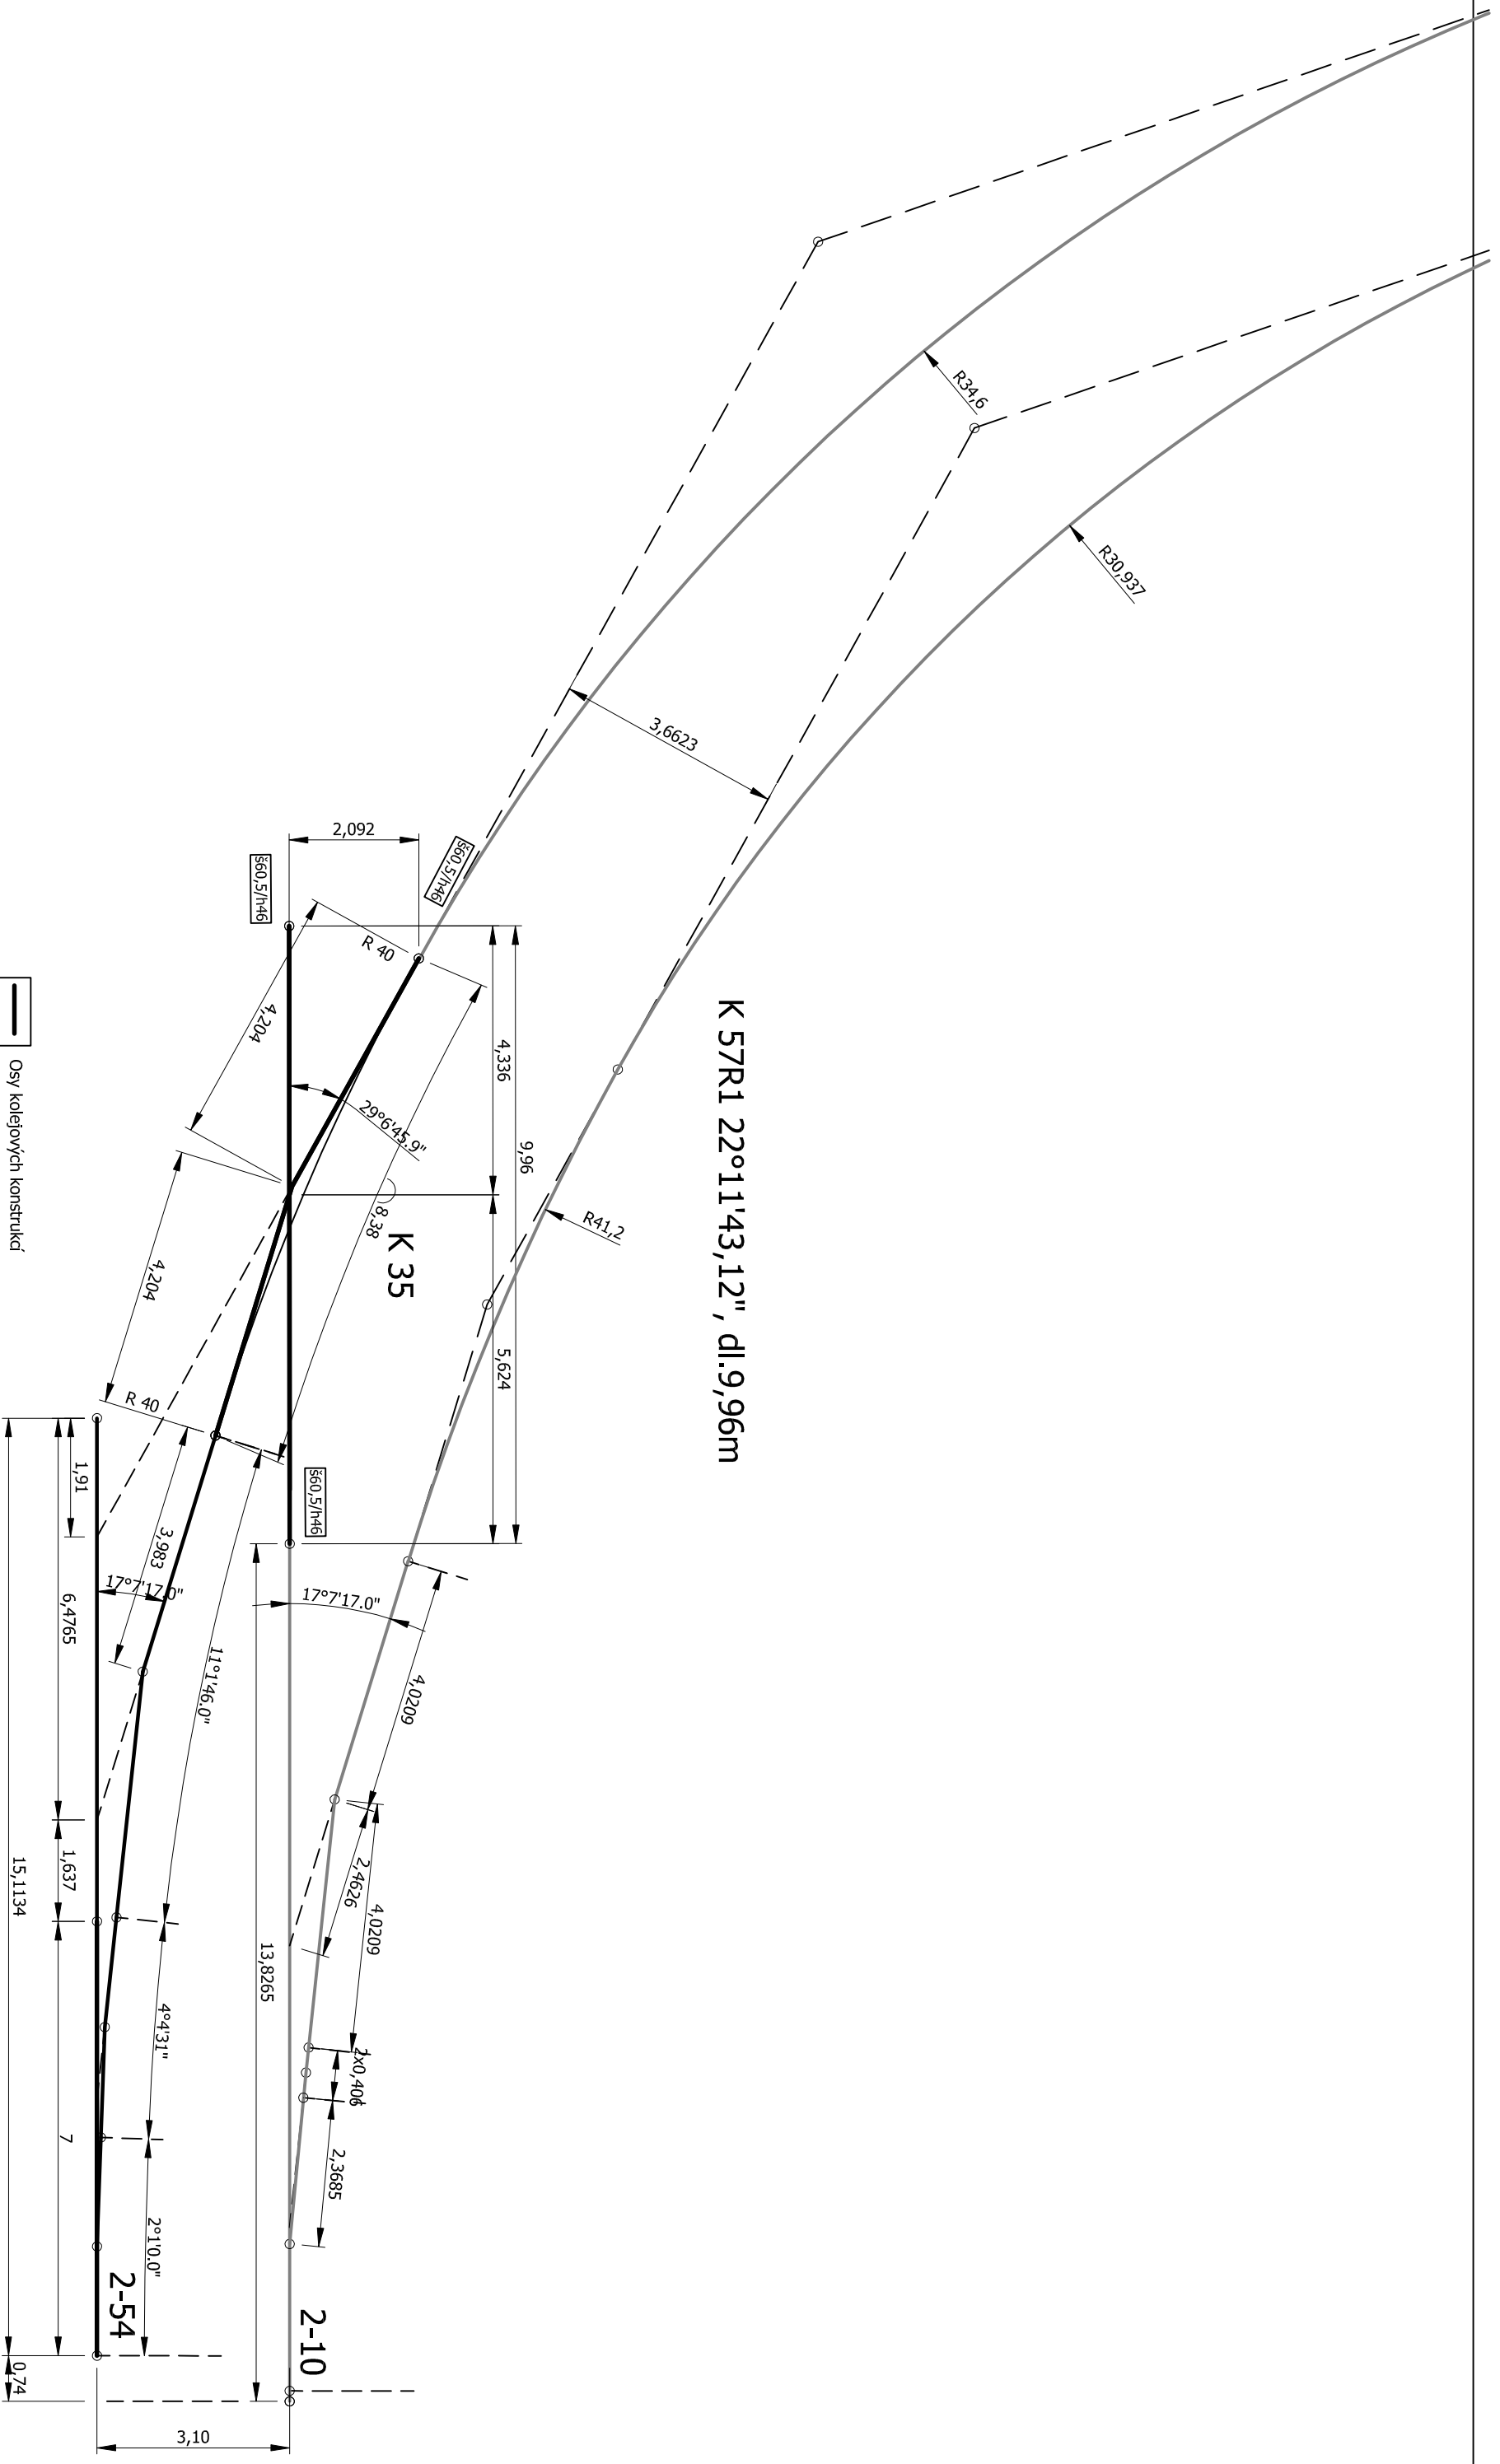 R34,6
R30,937
3,6623
2,092
š60,5/h46
š60,5/h46
R 40
4,204
4,336
9,96
29°6'45.9"
8,38
K 35
K 57R1 22°11'43,12", dl.9,96m
R41,2
5,624
4,204
R 40
š60,5/h46
Osy kolejových konstrukcí
1,91
3,983
17°7'17.0"
17°7'17.0"
6,4765
11°1'46.0"
4,0209
2,4626
4,0209
1,637
15,1134
13,8265
2x0,406
4°4'31"
7
2,3685
2°1'0.0"
2-54
2-10
0,74
3,10